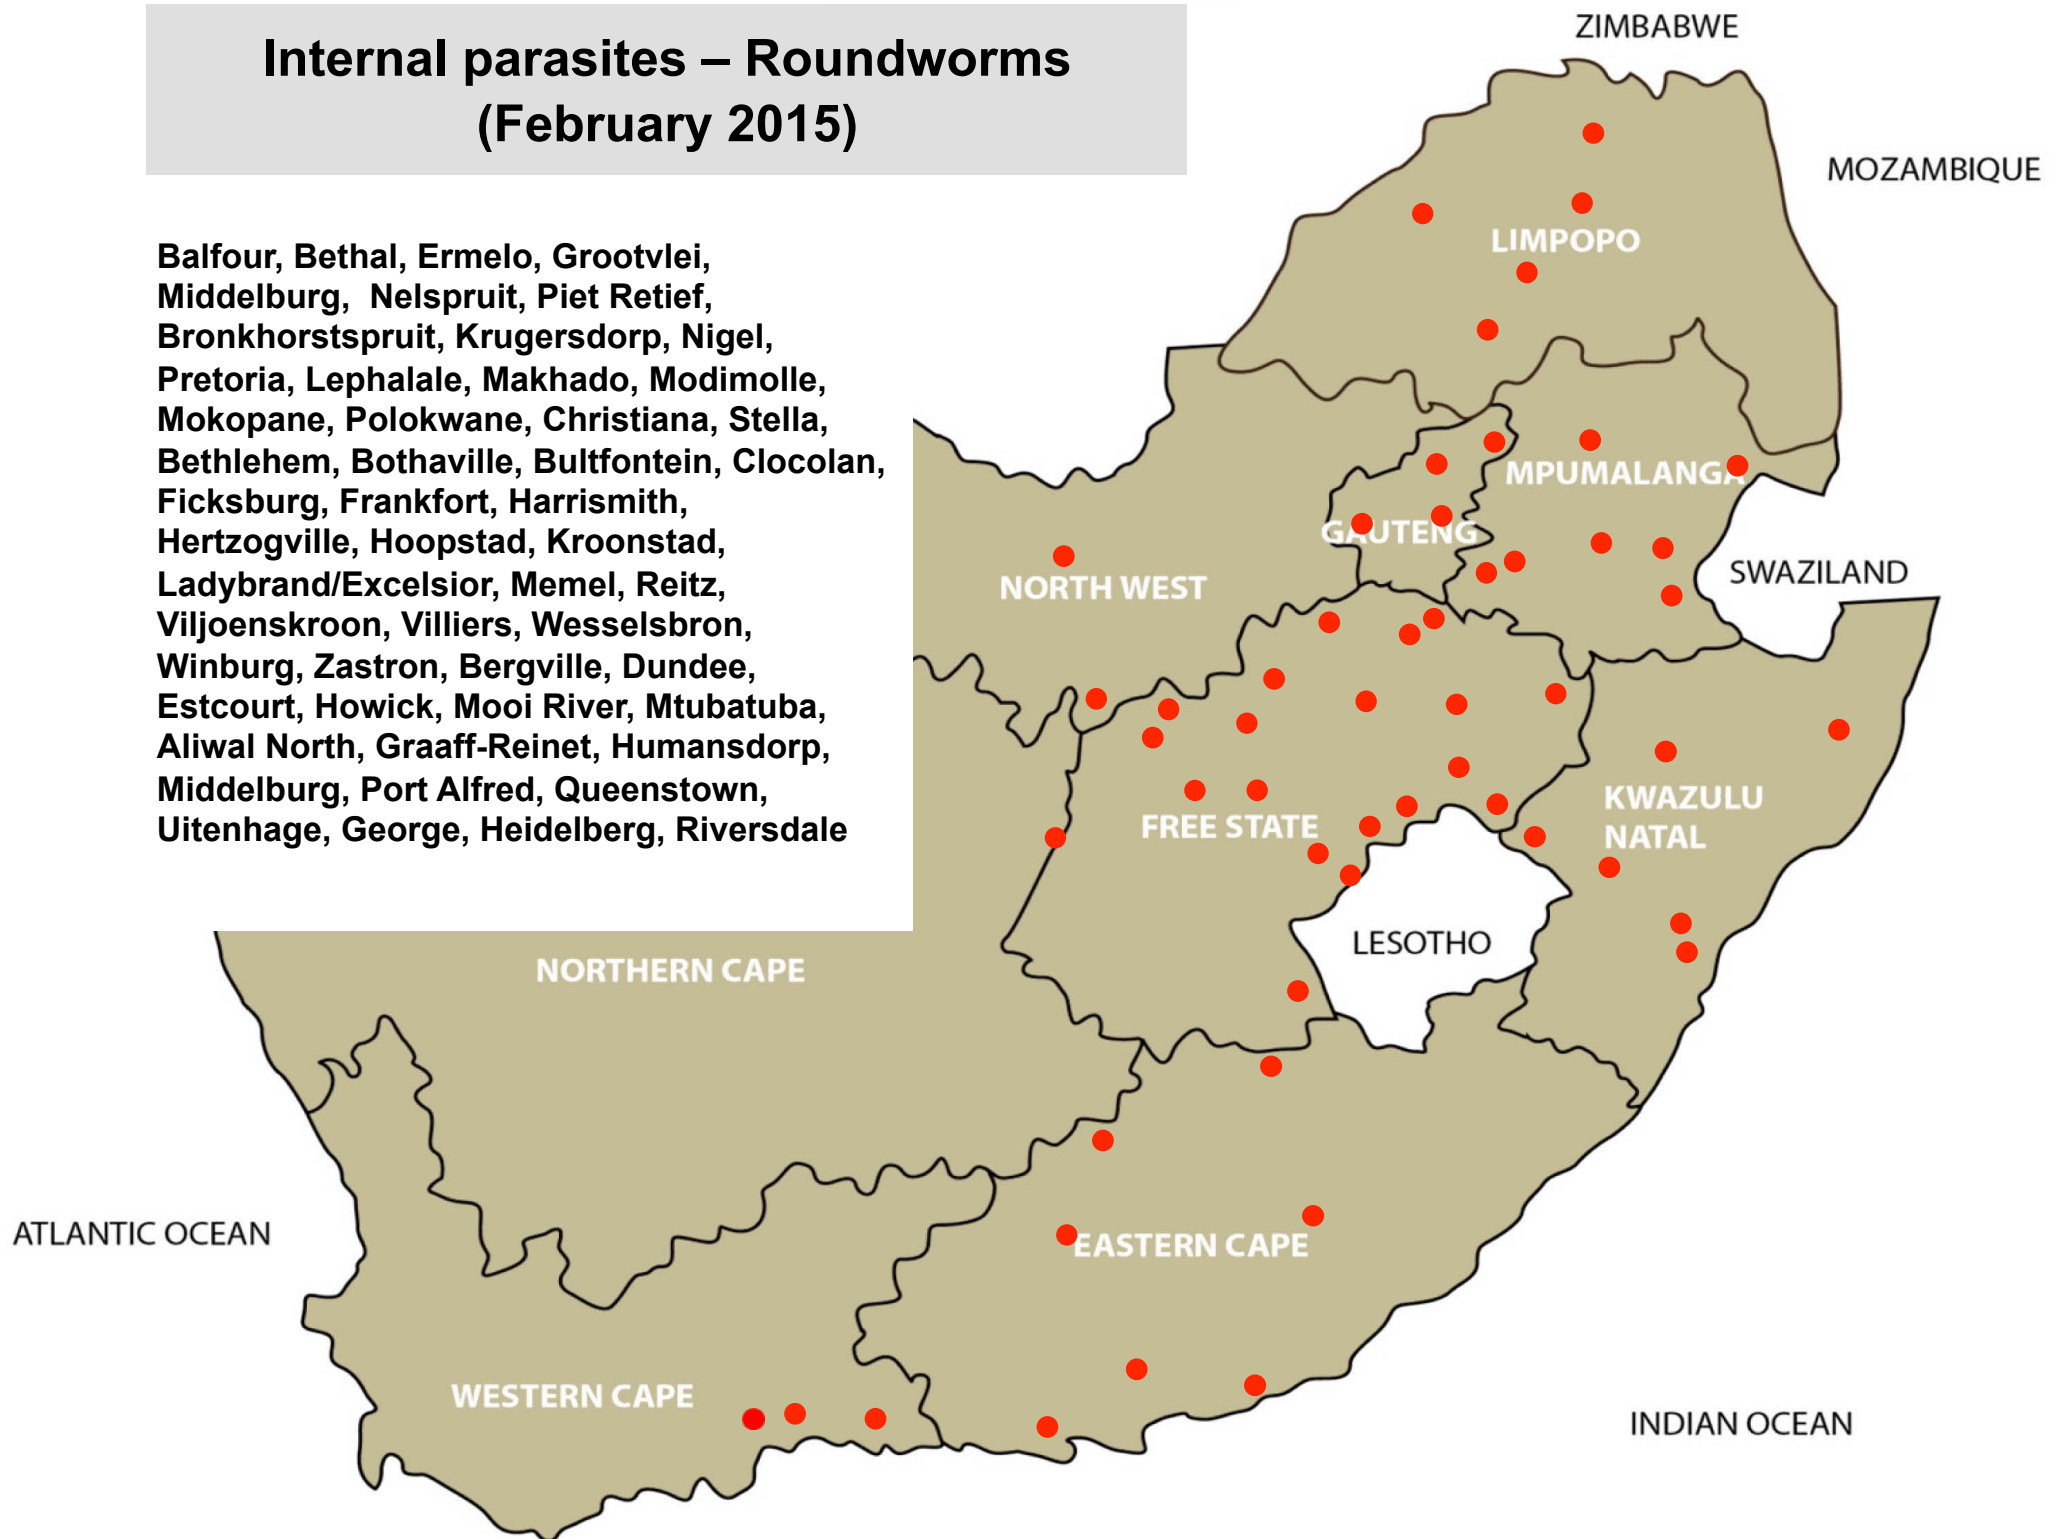 Internal parasites – Roundworms
(February 2015)
Balfour, Bethal, Ermelo, Grootvlei,
Middelburg,  Nelspruit, Piet Retief,
Bronkhorstspruit, Krugersdorp, Nigel,
Pretoria, Lephalale, Makhado, Modimolle,
Mokopane, Polokwane, Christiana, Stella,
Bethlehem, Bothaville, Bultfontein, Clocolan,
Ficksburg, Frankfort, Harrismith,
Hertzogville, Hoopstad, Kroonstad,
Ladybrand/Excelsior, Memel, Reitz,
Viljoenskroon, Villiers, Wesselsbron,
Winburg, Zastron, Bergville, Dundee,
Estcourt, Howick, Mooi River, Mtubatuba,
Aliwal North, Graaff-Reinet, Humansdorp,
Middelburg, Port Alfred, Queenstown,
Uitenhage, George, Heidelberg, Riversdale
ZIMBABWE
MOZAMBIQUE
LIMPOPO
MPUMALANGA
GAUTENG
SWAZILAND
NORTH WEST
KWAZULU
NATAL
FREE STATE
LESOTHO
NORTHERN CAPE
ATLANTIC OCEAN
EASTERN CAPE
WESTERN CAPE
INDIAN OCEAN